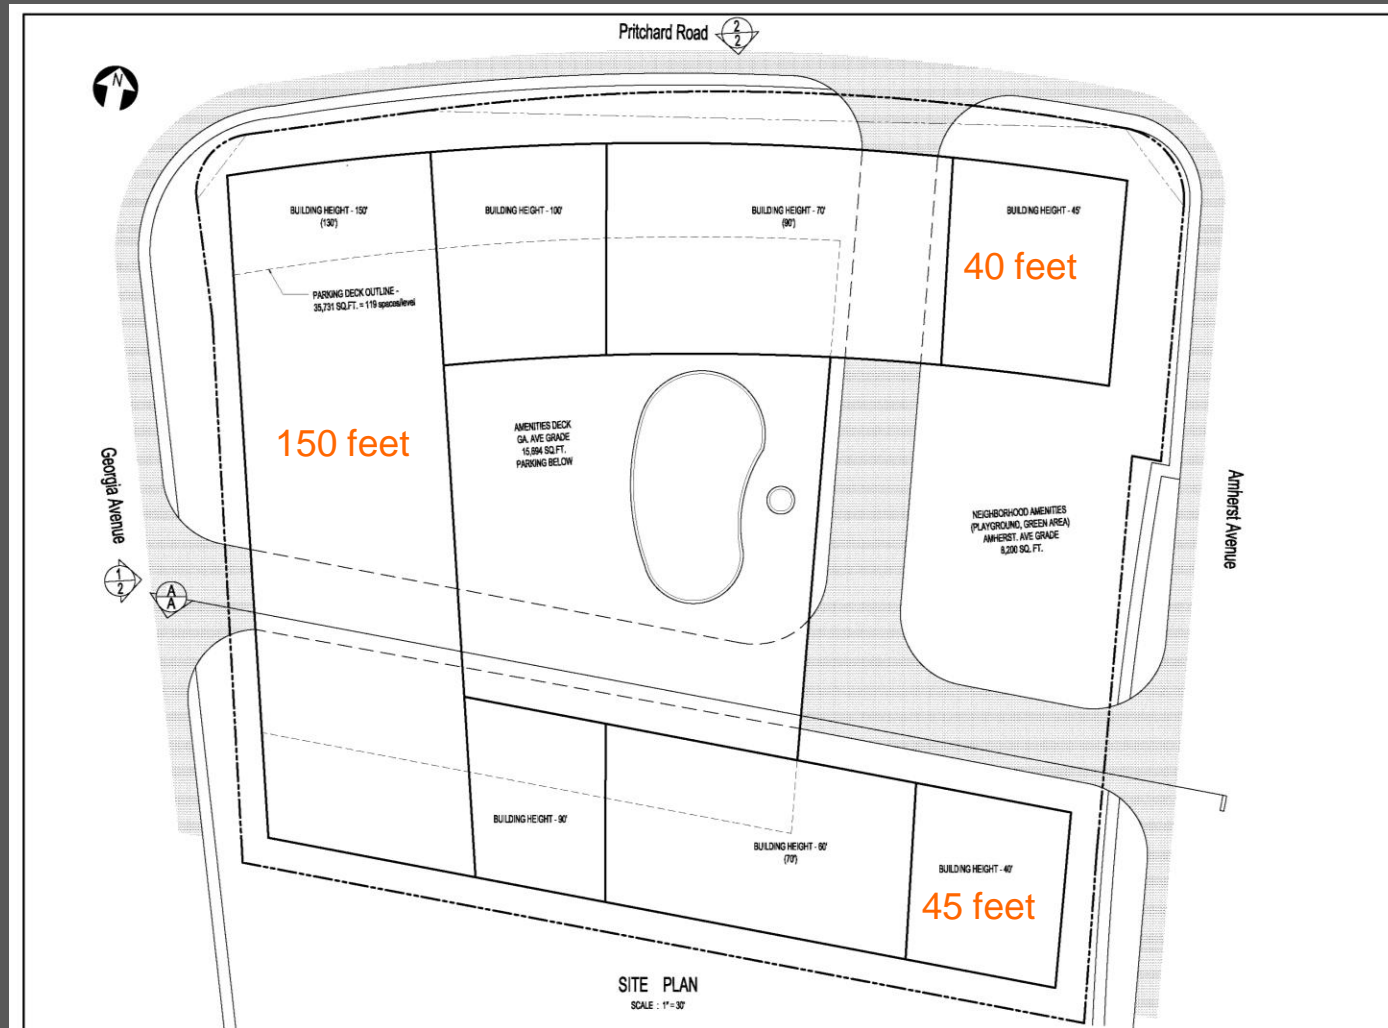 Pritchard Road
2
2
N
BUILDING HEIGHT - 150'
(130')
BUILDING HEIGHT - 100'
BUILDING HEIGHT - 70'
(90')
BUILDING HEIGHT - 45'
40 feet
PARKING DECK OUTLINE -
35,731 SQ.FT. = 119 spaces/level
150 feet
AMENITIES DECK
GA. AVE GRADE
15,694 SQ.FT.
PARKING BELOW
Georgia Avenue
Amherst Avenue
NEIGHBORHOOD AMENITIES
(PLAYGROUND, GREEN AREA)
AMHERST. AVE GRADE
8,200 SQ. FT.
1
2
A
A
BUILDING HEIGHT - 90'
BUILDING HEIGHT - 60'
(70')
BUILDING HEIGHT - 40'
45 feet
SITE PLAN
SCALE : 1" = 30'